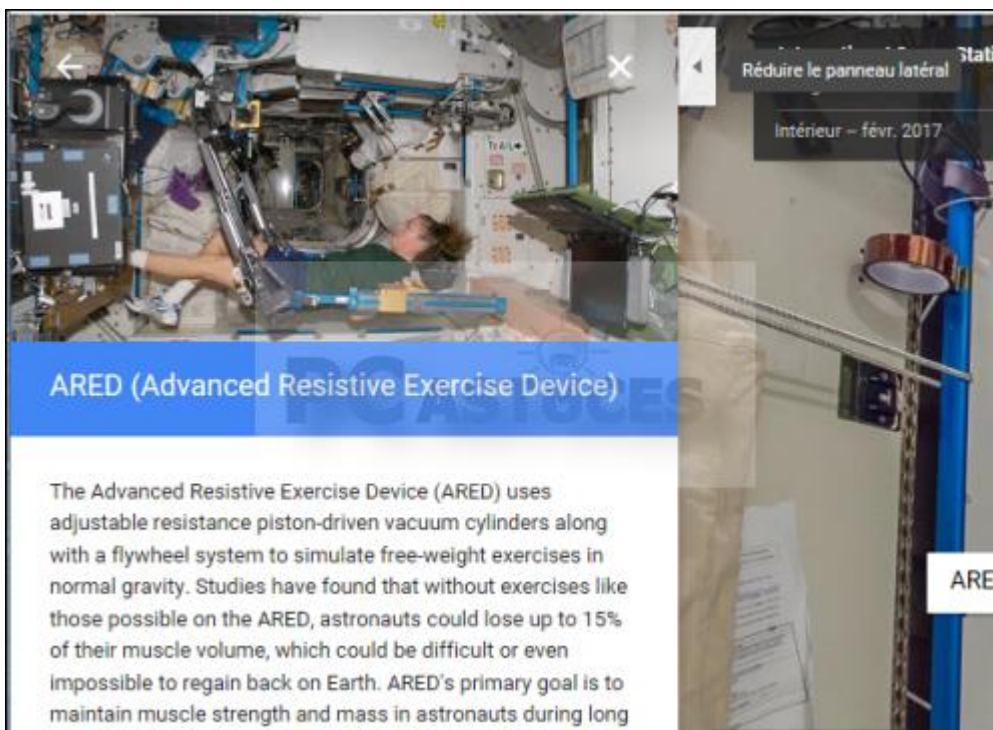 Réduire le panneau latéral
Intérieur – févr. 2017
PC ASTUCES
ARED (Advanced Resistive Exercise Device)
The Advanced Resistive Exercise Device (ARED) uses
adjustable resistance piston-driven vacuum cylinders along
with a flywheel system to simulate free-weight exercises in
normal gravity. Studies have found that without exercises like
those possible on the ARED, astronauts could lose up to 15%
of their muscle volume, which could be difficult or even
impossible to regain back on Earth. ARED's primary goal is to
maintain muscle strength and mass in astronauts during long
ARE